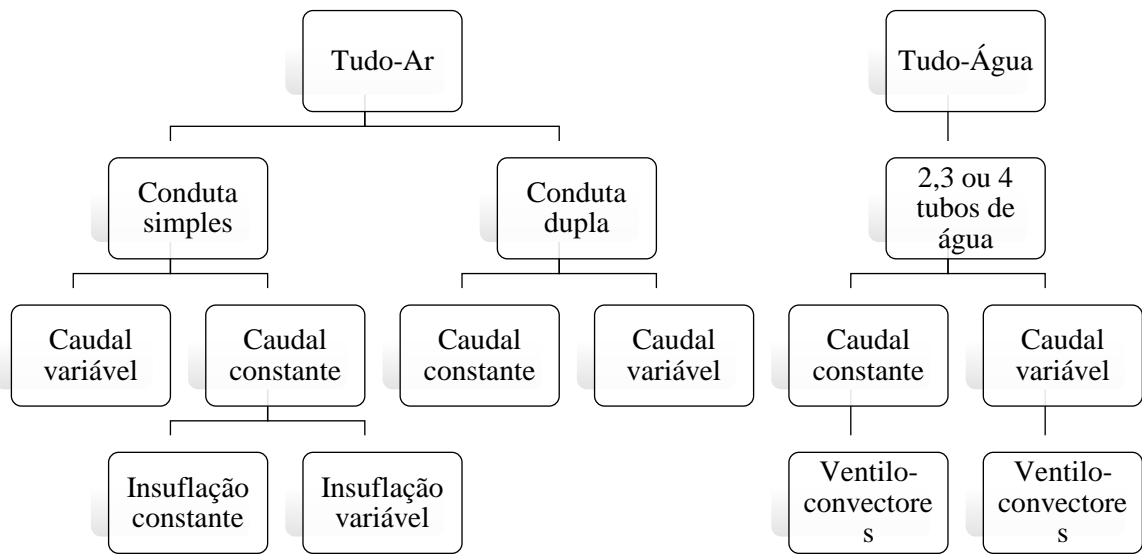 Tudo-Ar
Tudo-Água
Conduta
simples
Conduta
dupla
2,3 ou 4
tubos de
água
Caudal
variável
Caudal
constante
Caudal
constante
Caudal
variável
Caudal
constante
Caudal
variável
Insuflação
constante
Insuflação
variável
Ventilo-
convectore
s
Ventilo-
convectore
s